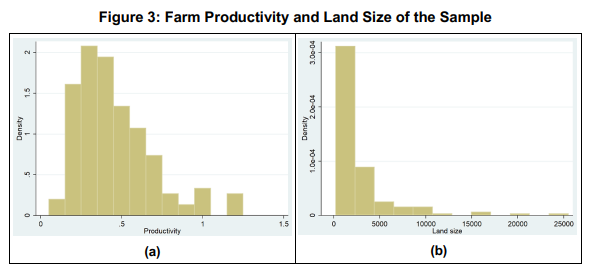 Figure 3: Farm Productivity and Land Size of the Sample
Density
0
.5
1
1.5
2
0
.5
1
1.5
Productivity
(a)
Density
0
1.0e-04
2.0e-04
3.0e-04
0
5000
10000
15000
20000
25000
Land size
(b)